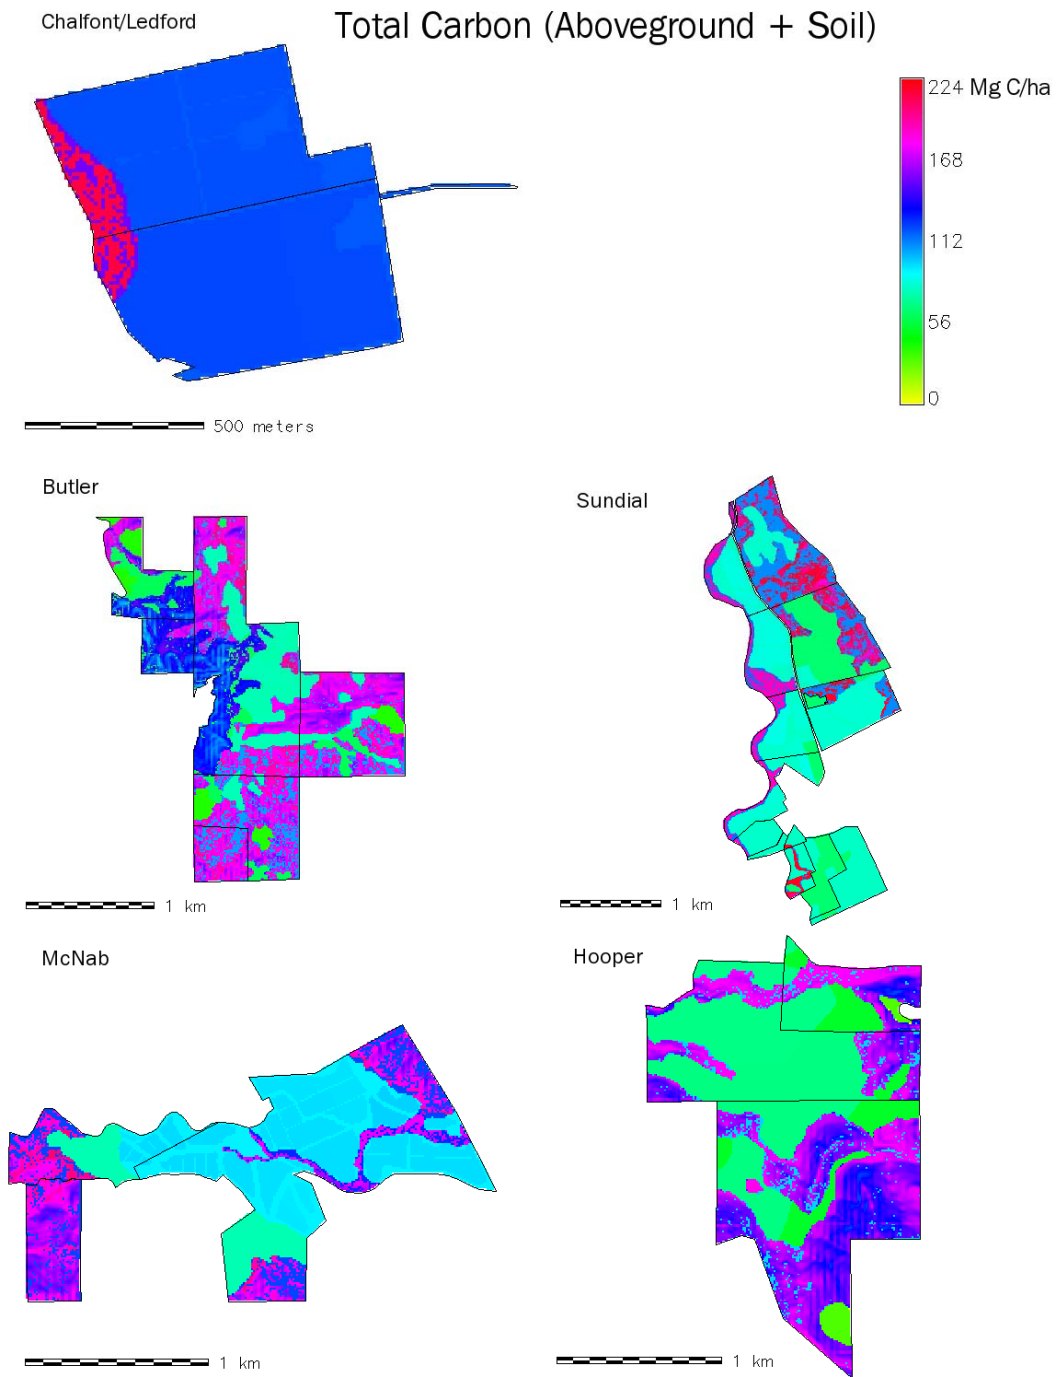 Chalfont/Ledford
Total Carbon (Aboveground + Soil)
224 Mg C/ha
168
112
56
0
500 meters
Butler
Sundial
1 km
1 km
McNab
Hooper
1 km
1 km